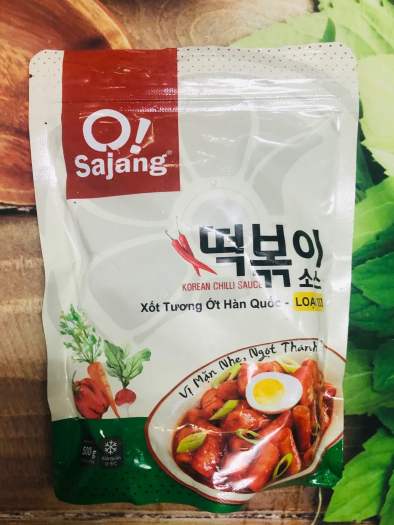 O!
Sajang®
떡볶이
소스
KOREAN CHILLI SAUCE
Xốt Tương Ớt Hàn Quốc -
Vị Mặn Nhẹ, Ngọt Thanh
500 g